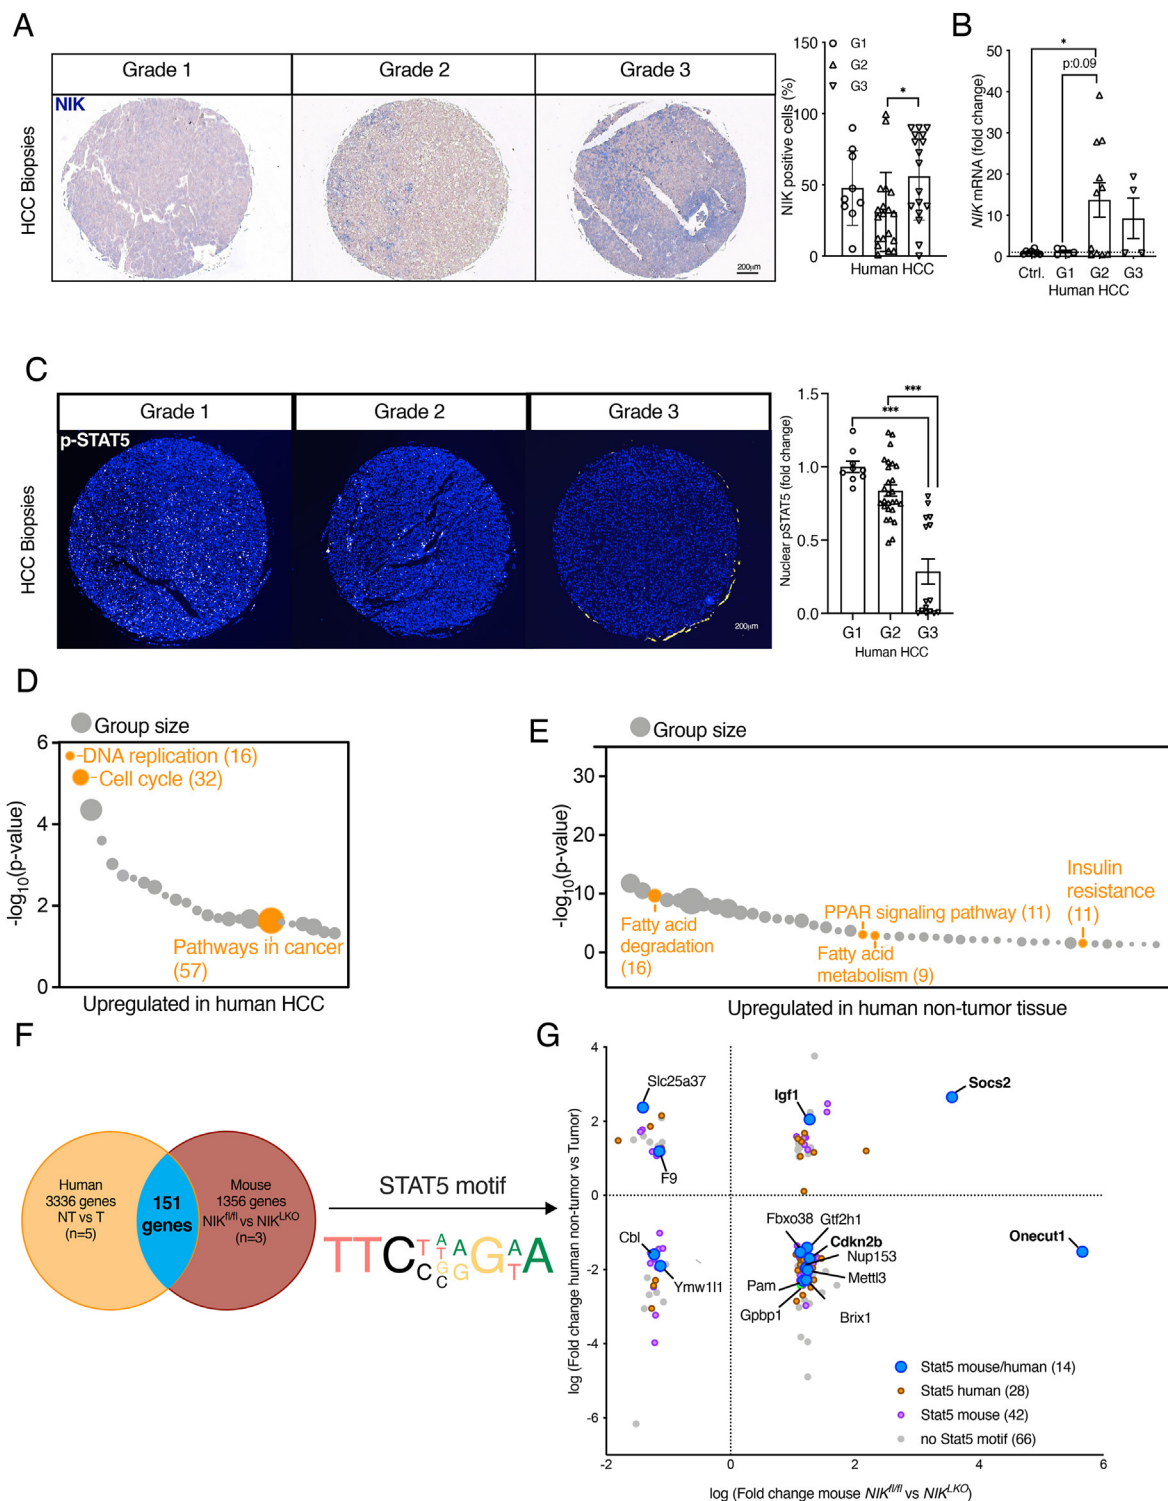 A
Grade 1
Grade 2
Grade 3
NIK
HCC Biopsies
200µm
150
100
50
0
NIK positive cells (%)
G1
G2
G3
*
Human HCC
B
50
40
30
20
10
0
NIK mRNA (fold change)
*
p:0.09
Ctrl. G1 G2 G3
Human HCC
C
Grade 1
Grade 2
Grade 3
p-STAT5
HCC Biopsies
200µm
1.5
1.0
0.5
0.0
Nuclear pSTAT5 (fold change)
***
***
G1 G2 G3
Human HCC
D
Group size
6
4
2
0
-log10(p-value)
DNA replication (16)
Cell cycle (32)
Pathways in cancer
(57)
Upregulated in human HCC
E
Group size
30
20
10
0
-log10(p-value)
Fatty acid
degradation
(16)
PPAR signaling pathway (11)
Fatty acid
metabolism (9)
Insulin
resistance
(11)
Upregulated in human non-tumor tissue
F
Human
3336 genes
NT vs T
(n=5)
151
genes
Mouse
1356 genes
NIKfl/fl vs NIKLKO
(n=3)
STAT5 motif
TTC
T
C
A
T
G
C
A
G
G
A
T
A
G
4
2
0
-2
-4
-6
log (Fold change human non-tumor vs Tumor)
Slc25a37
F9
Igf1
Socs2
Cbl
Ymw1l1
Fbxo38
Gtf2h1
Cdkn2b
Nup153
Mettl3
Pam
Gpbp1
Brix1
Onecut1
Stat5 mouse/human (14)
Stat5 human (28)
Stat5 mouse (42)
no Stat5 motif (66)
-2 0 2 4 6
log (Fold change mouse NIKfl/fl vs NIKLKO)